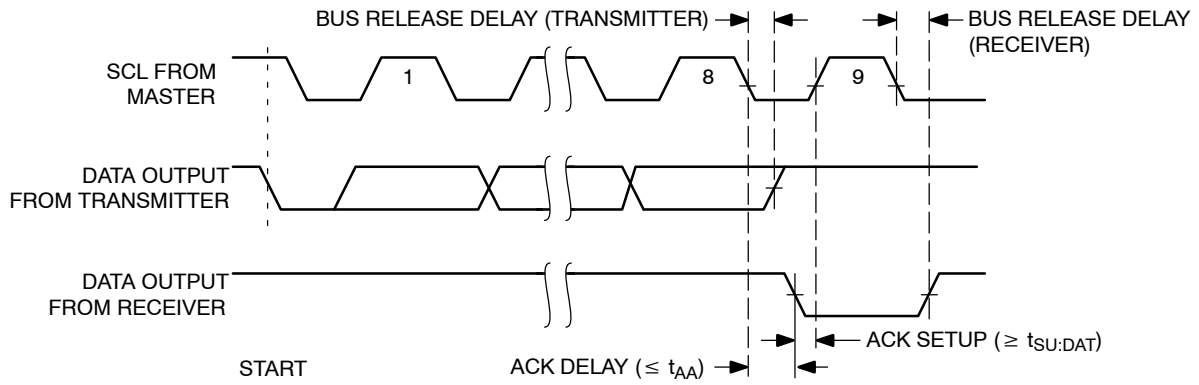 BUS RELEASE DELAY (TRANSMITTER)
BUS RELEASE DELAY
(RECEIVER)
SCL FROM
MASTER
1
8
9
DATA OUTPUT
FROM TRANSMITTER
DATA OUTPUT
FROM RECEIVER
START
ACK DELAY (≤ tAA)
ACK SETUP (≥ tSU:DAT)